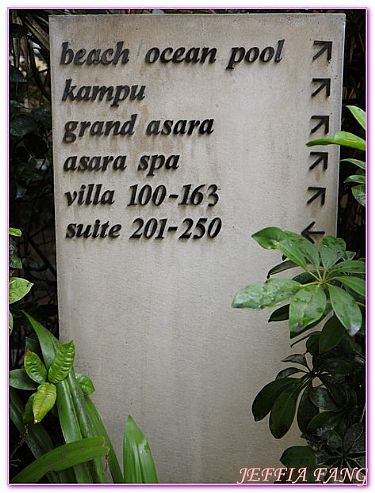 beach ocean pool ↗
kampu ↗
grand asara ↗
asara spa ↗
villa 100-163 ↗
suite 201-250 ←
JEFFIA FANG